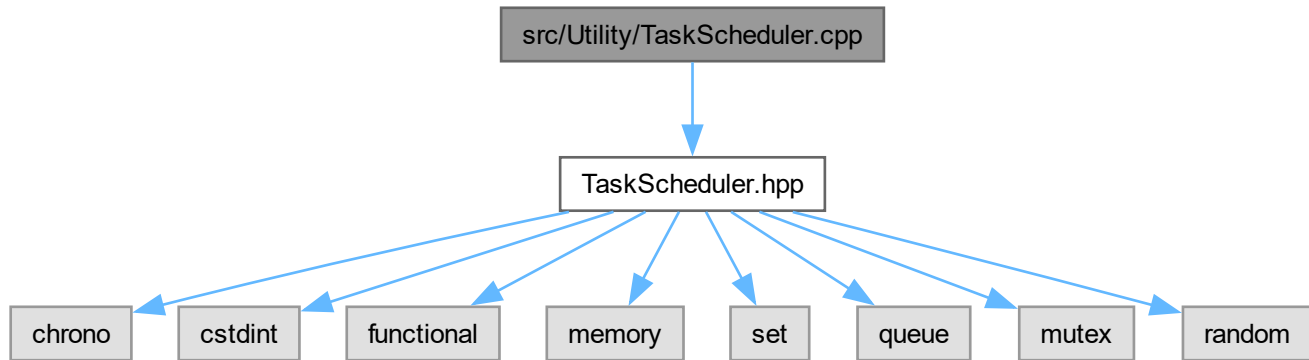 src/Utility/TaskScheduler.cpp
TaskScheduler.hpp
chrono
cstdint
functional
memory
set
queue
mutex
random